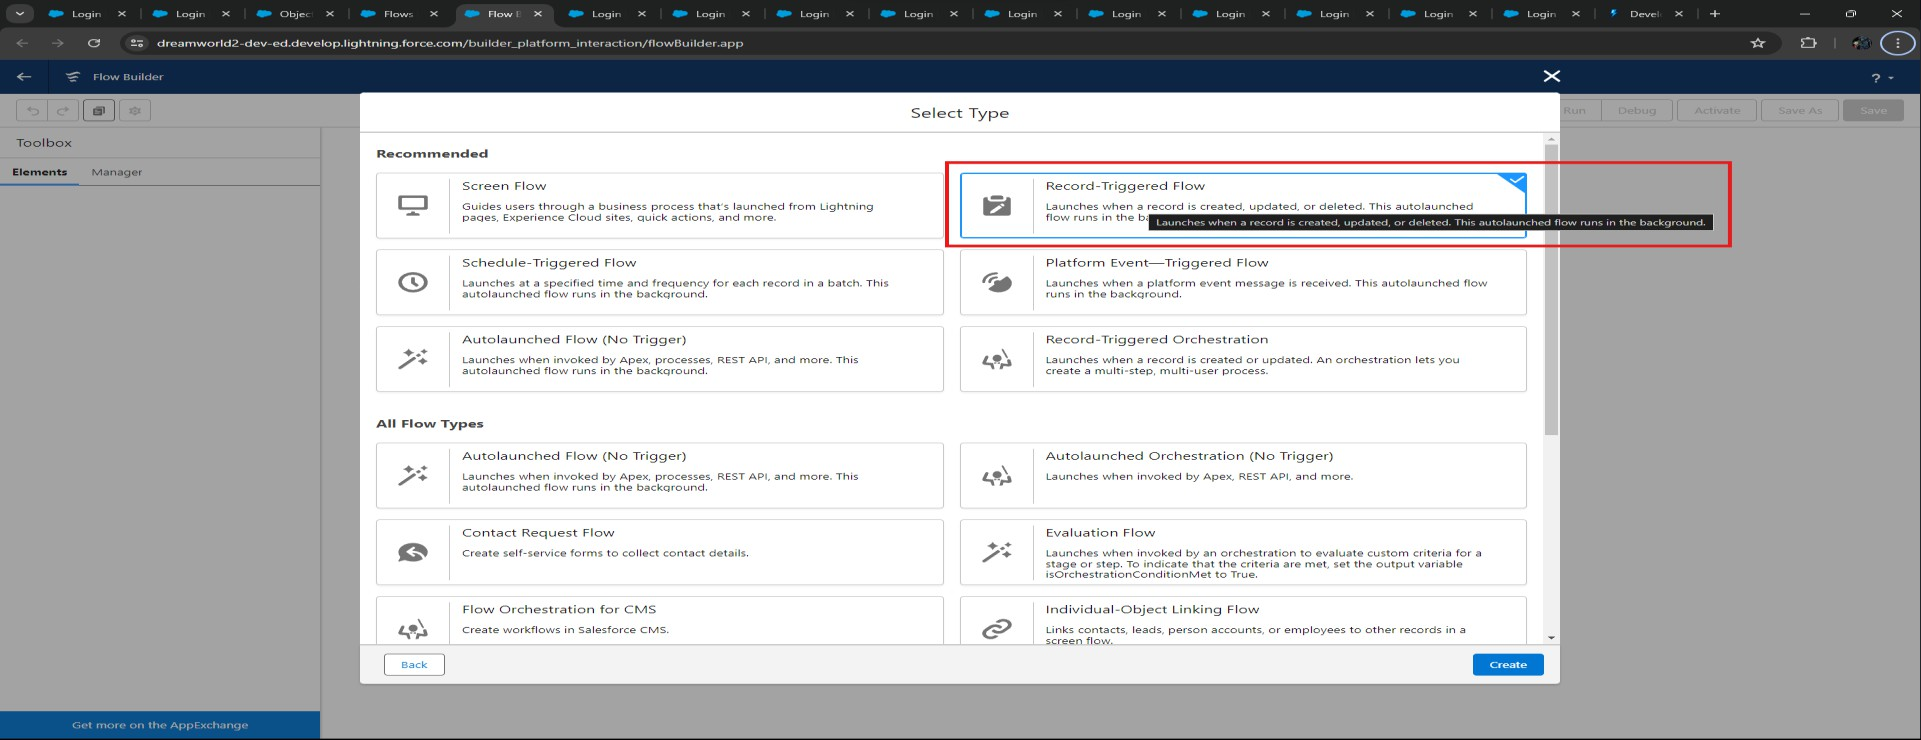 Login
Login
Object
Flows
Flow B
Login
Login
Login
Login
Login
Login
Login
Login
Login
Login
Devel
dreamworld2-dev-ed.develop.lightning.force.com/builder_platform_interaction/flowBuilder.app
Flow Builder
?
Run
Debug
Activate
Save As
Save
Toolbox
Elements
Manager
Select Type
Recommended
Screen Flow
Guides users through a business process that's launched from Lightning
pages, Experience Cloud sites, quick actions, and more.
Record-Triggered Flow
Launches when a record is created, updated, or deleted. This autolaunched
flow runs in the ba
Launches when a record is created, updated, or deleted. This autolaunched flow runs in the background.
Schedule-Triggered Flow
Launches at a specified time and frequency for each record in a batch. This
autolaunched flow runs in the background.
Platform Event—Triggered Flow
Launches when a platform event message is received. This autolaunched flow
runs in the background.
Autolaunched Flow (No Trigger)
Launches when invoked by Apex, processes, REST API, and more. This
autolaunched flow runs in the background.
Record-Triggered Orchestration
Launches when a record is created or updated. An orchestration lets you
create a multi-step, multi-user process.
All Flow Types
Autolaunched Flow (No Trigger)
Launches when invoked by Apex, processes, REST API, and more. This
autolaunched flow runs in the background.
Autolaunched Orchestration (No Trigger)
Launches when invoked by Apex, REST API, and more.
Contact Request Flow
Create self-service forms to collect contact details.
Evaluation Flow
Launches when invoked by an orchestration to evaluate custom criteria for a
stage or step. To indicate that the criteria are met, set the output variable
isOrchestrationConditionMet to True.
Flow Orchestration for CMS
Create workflows in Salesforce CMS.
Individual-Object Linking Flow
Links contacts, leads, person accounts, or employees to other records in a
screen flow.
Back
Create
Get more on the AppExchange